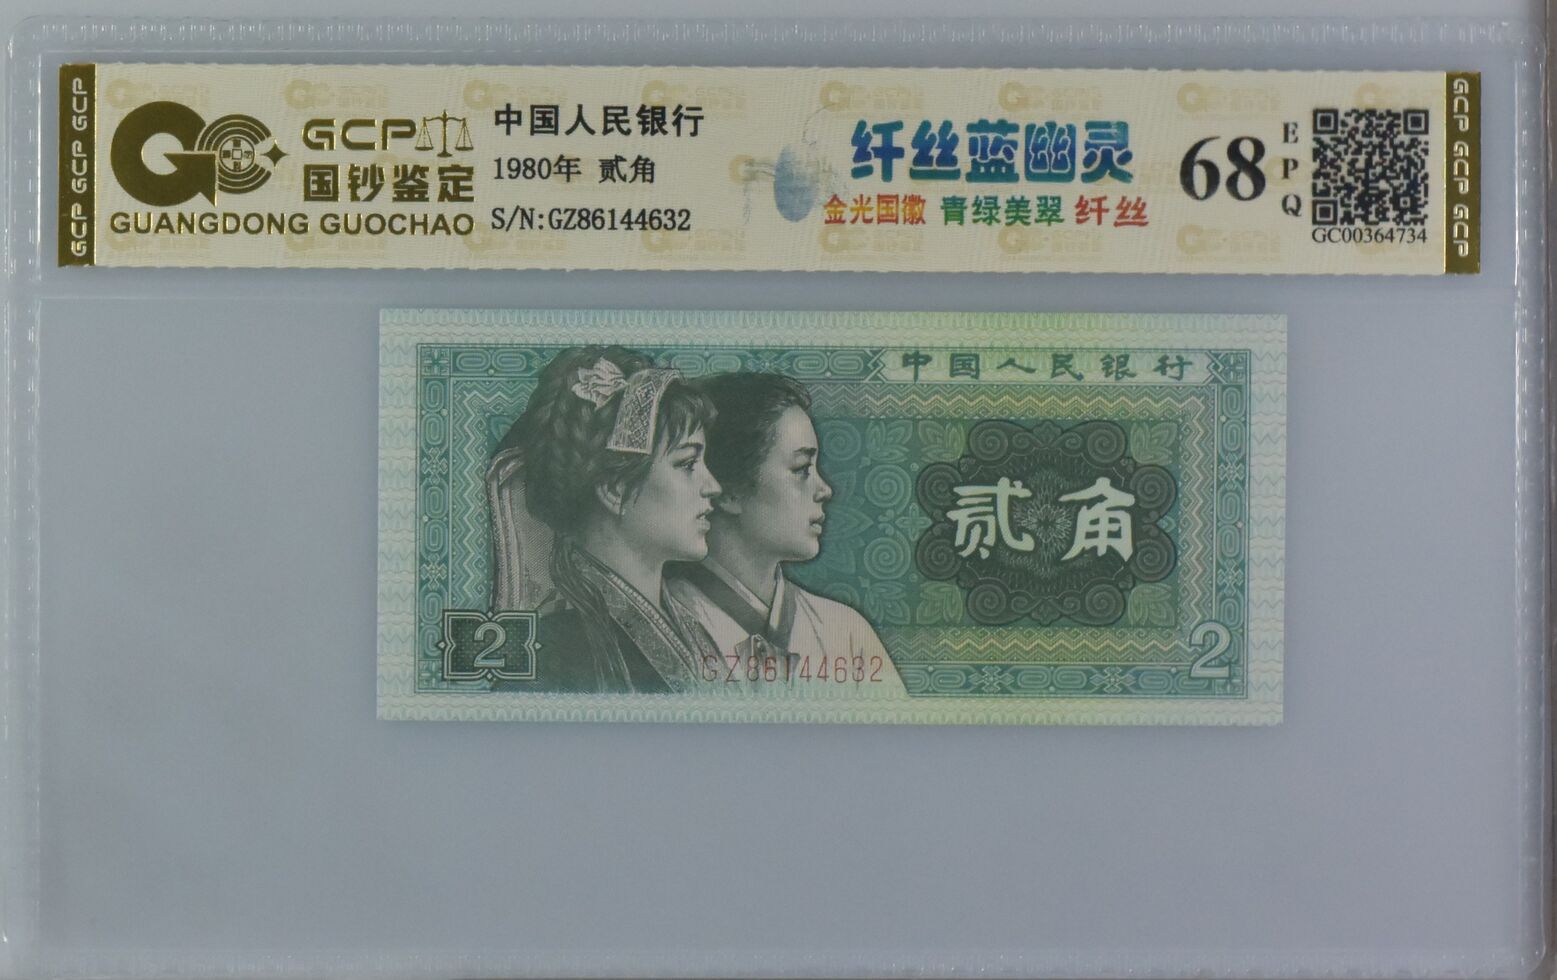 GCP GCP GCP
GCP
国钞鉴定
GUANGDONG GUOCHAO
中国人民银行
1980年 贰角
S/N:GZ86144632
纤丝蓝幽灵
金光国徽 青绿美翠 纤丝
68
EPQ
GC00364734
GCP GCP GCP
中国人民银行
贰角
2
GZ86144632
2